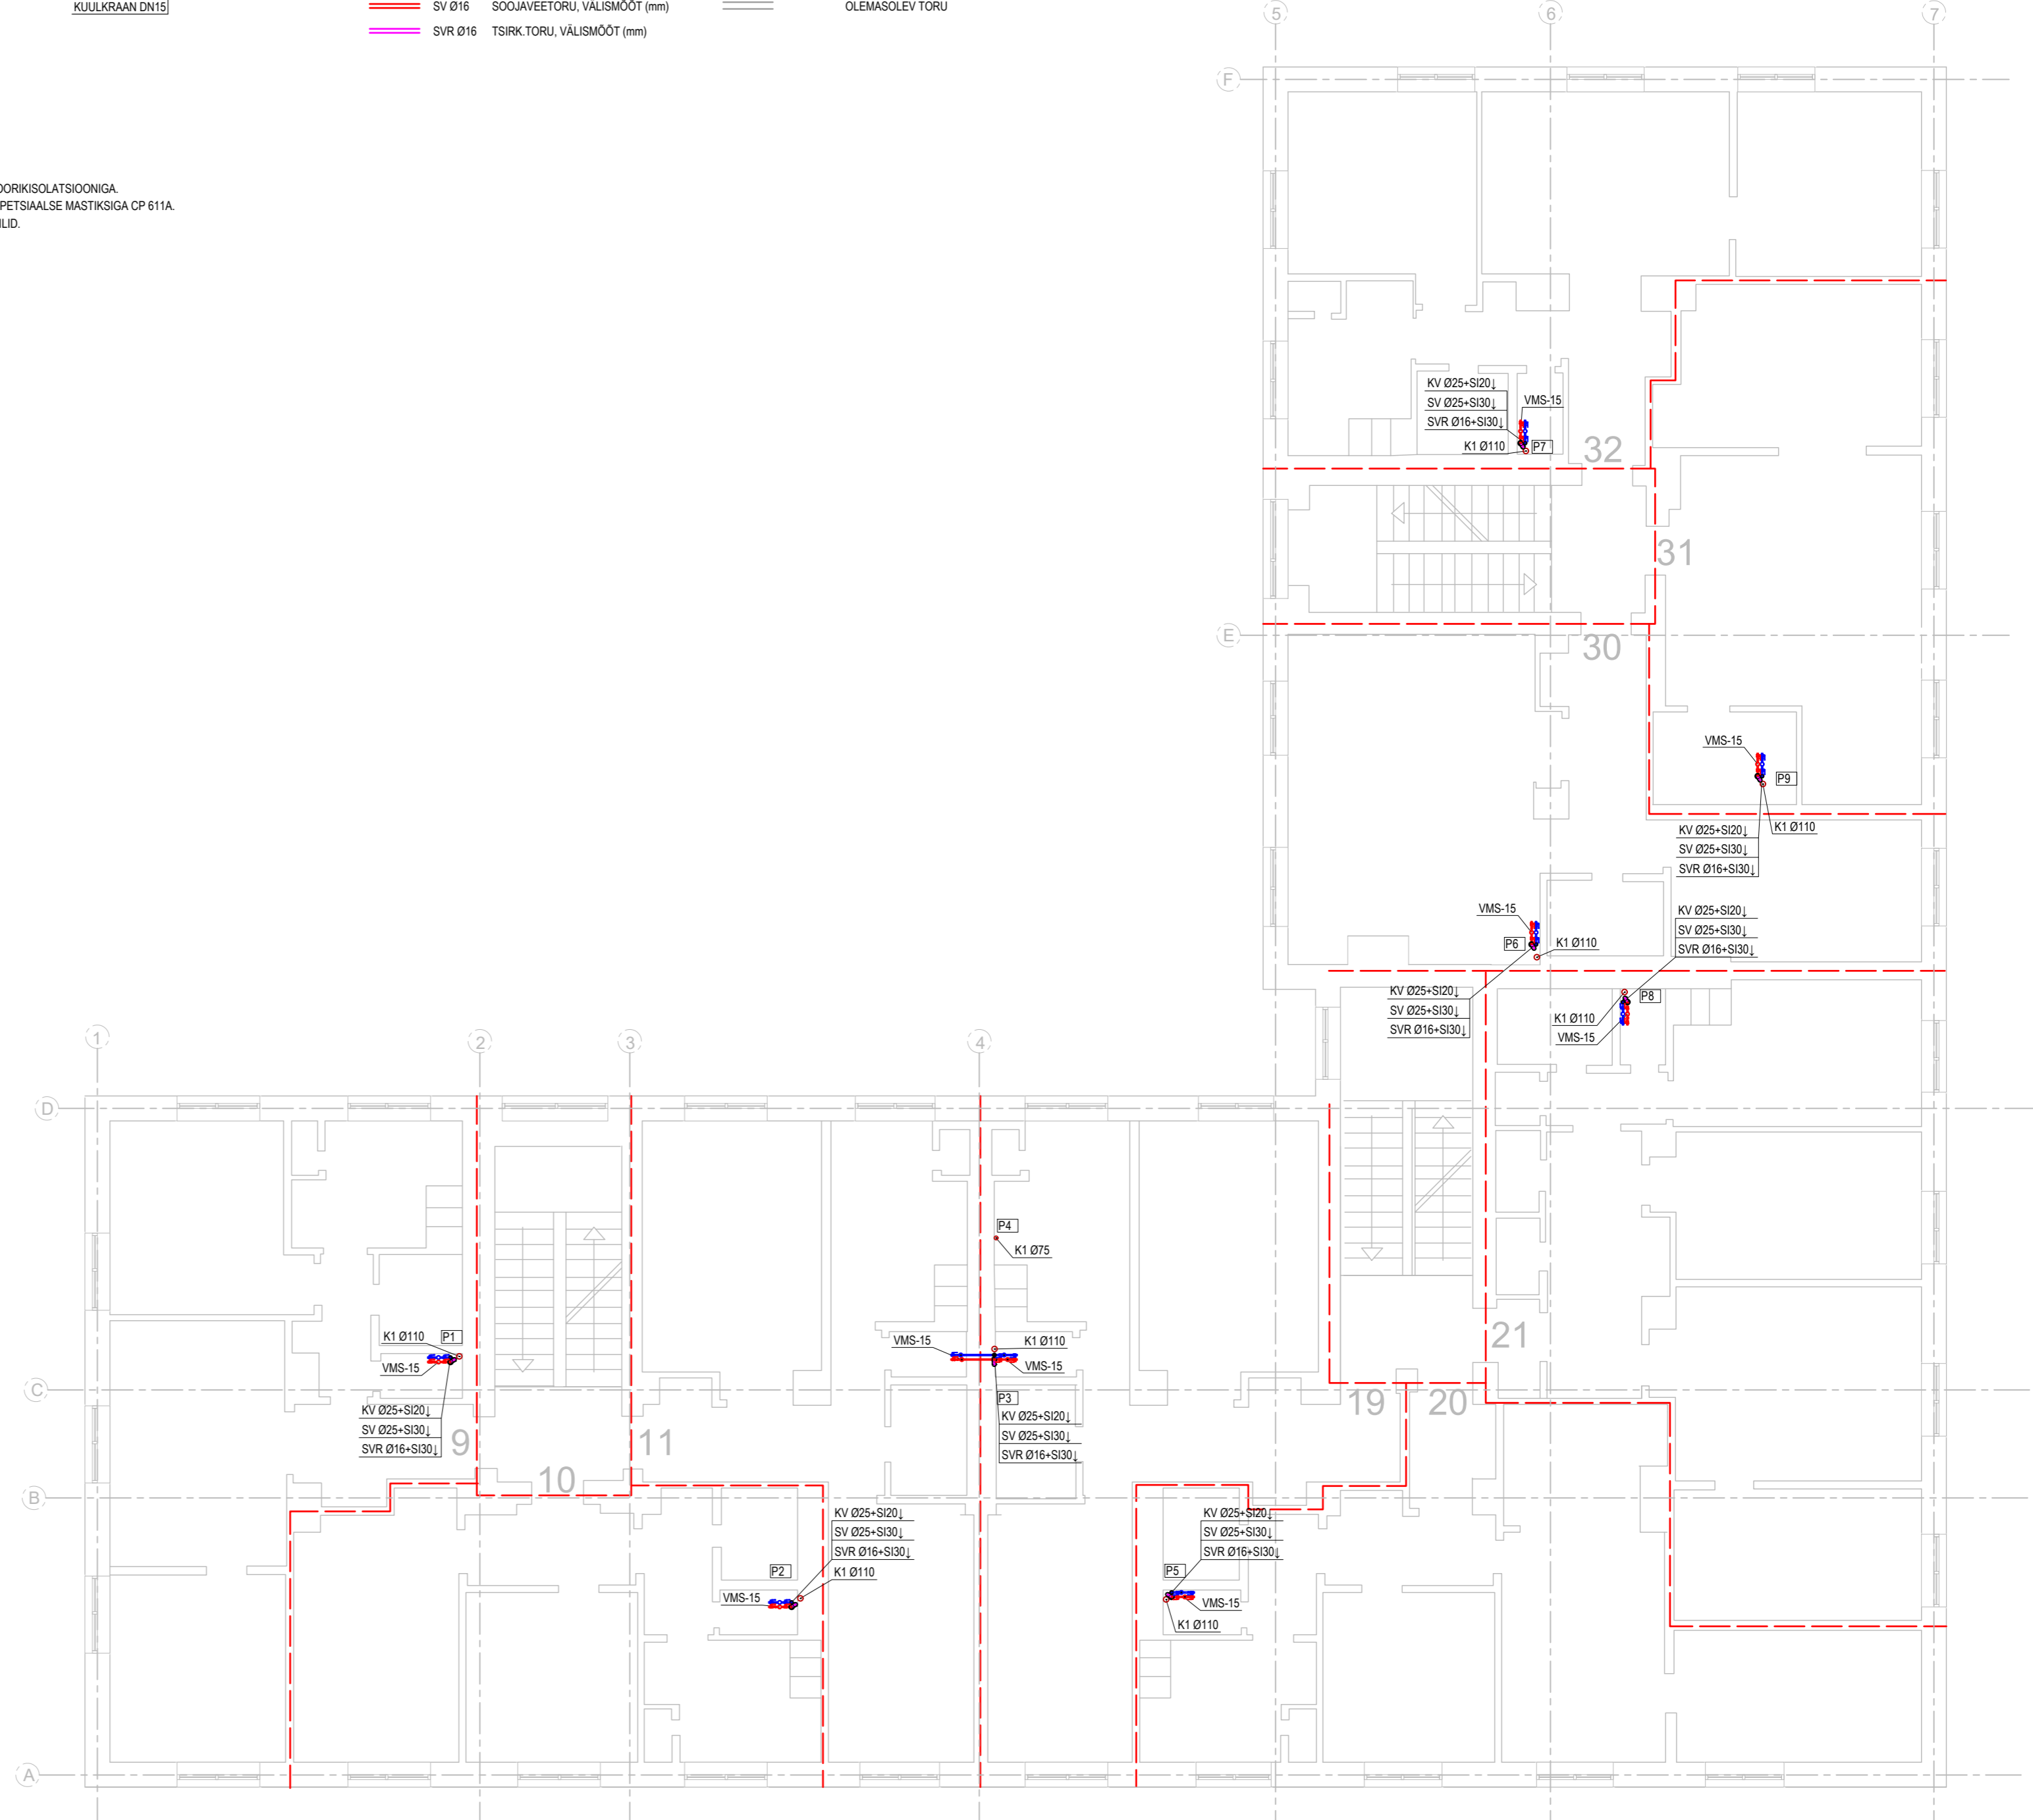 KUULKRAAN DN15
SV Ø16 SOOJAVEETORU, VÄLISMÕÕT (mm)
OLEMASOLEV TORU
SVR Ø16 TSIRK.TORU, VÄLISMÕÕT (mm)
5
6
7
F
OORIKISOLATSIOONIGA.
PETSIAALSE MASTIKSIGA CP 611A.
ILID.
KV Ø25+SI20↓
SV Ø25+SI30↓
SVR Ø16+SI30↓
VMS-15
K1 Ø110
P7
32
31
E
30
VMS-15
P9
KV Ø25+SI20↓
SV Ø25+SI30↓
SVR Ø16+SI30↓
K1 Ø110
VMS-15
P6
K1 Ø110
KV Ø25+SI20↓
SV Ø25+SI30↓
SVR Ø16+SI30↓
KV Ø25+SI20↓
SV Ø25+SI30↓
SVR Ø16+SI30↓
P8
K1 Ø110
VMS-15
1
2
3
4
D
P4
K1 Ø75
K1 Ø110
P1
VMS-15
VMS-15
K1 Ø110
VMS-15
21
C
P3
KV Ø25+SI20↓
SV Ø25+SI30↓
SVR Ø16+SI30↓
KV Ø25+SI20↓
SV Ø25+SI30↓
SVR Ø16+SI30↓
19
20
9
11
10
B
KV Ø25+SI20↓
SV Ø25+SI30↓
SVR Ø16+SI30↓
P2
K1 Ø110
VMS-15
KV Ø25+SI20↓
SV Ø25+SI30↓
SVR Ø16+SI30↓
P5
VMS-15
K1 Ø110
A